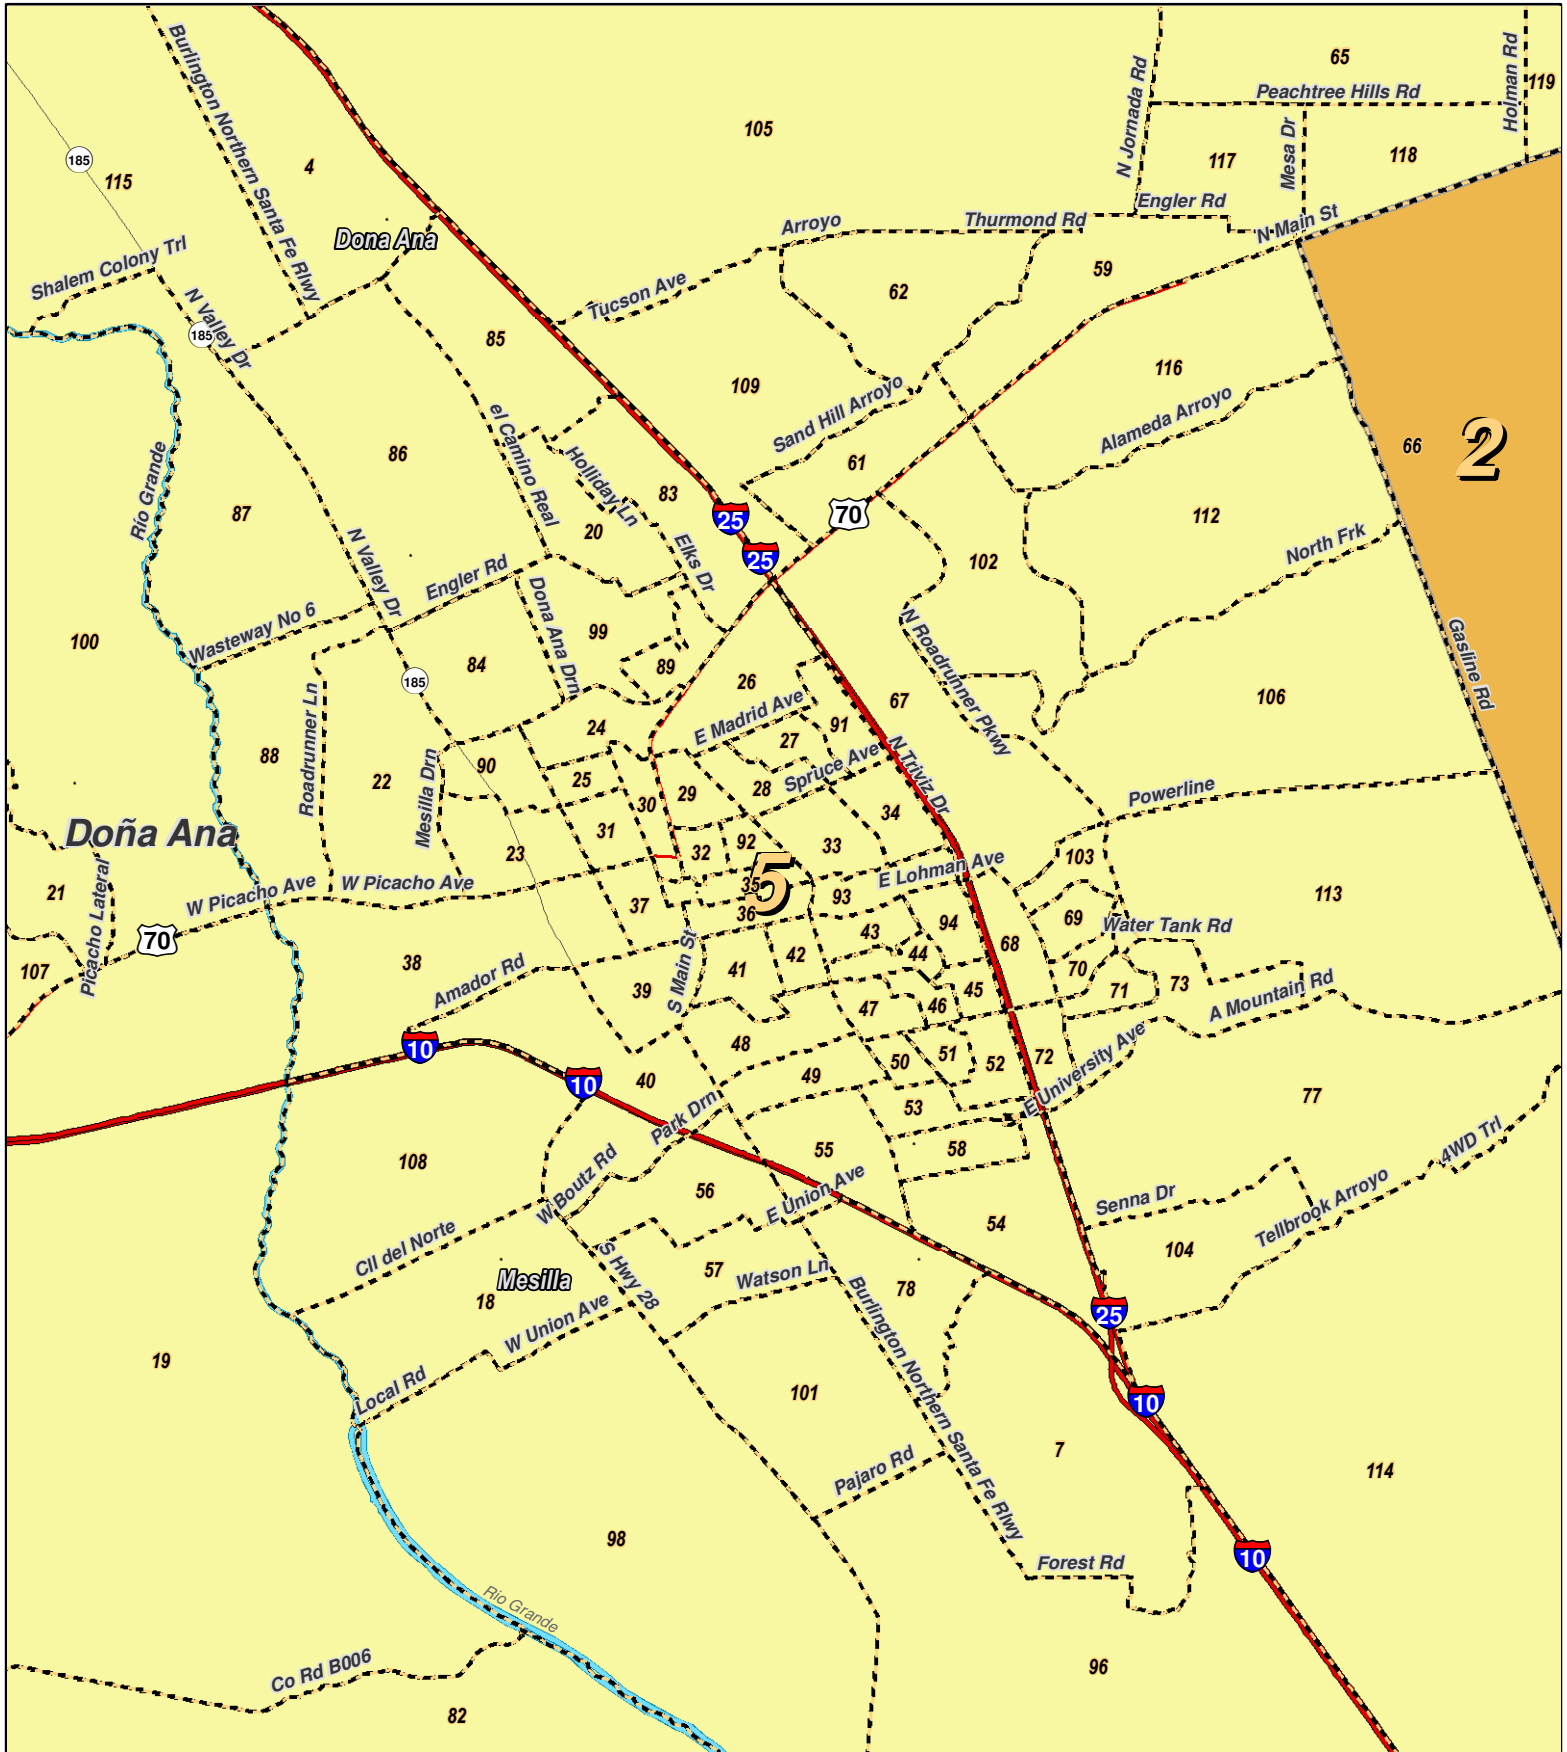 65
Holman Rd
119
Peachtree Hills Rd
Burlington Northern Santa Fe Rlwy
N Jornada Rd
105
Mesa Dr
117
118
185
4
115
Engler Rd
Arroyo
Thurmond Rd
N Main St
Dona Ana
Shalem Colony Trl
59
62
Tucson Ave
N Valley Dr
185
85
116
109
Sand Hill Arroyo
Alameda Arroyo
66
2
86
el Camino Real
61
Rio Grande
Holliday Ln
83
87
25
70
112
20
North Frk
N Valley Dr
Elks Dr
25
102
Engler Rd
Dona Ana Drn
Wasteway No 6
100
99
N Roadrunner Pkwy
Gasline Rd
84
89
185
26
67
106
Roadrunner Ln
E Madrid Ave
24
91
27
88
22
Mesilla Drn
90
25
Spruce Ave
N Triviz Dr
28
29
30
Powerline
34
Doña Ana
31
92
33
32
23
103
5
E Lohman Ave
35
W Picacho Ave
W Picacho Ave
21
Picacho Lateral
93
113
37
36
69
Water Tank Rd
94
43
70
68
S Main St
42
44
38
107
41
70
Amador Rd
73
39
71
45
A Mountain Rd
46
47
10
48
51
50
52
72
E University Ave
40
49
10
77
53
Park Drn
4WD Trl
58
55
108
W Boutz Rd
56
E Union Ave
Senna Dr
Tellbrook Arroyo
54
Cll del Norte
104
S Hwy 28
57
Watson Ln
Mesilla
78
18
W Union Ave
25
Burlington Northern Santa Fe Rlwy
19
Local Rd
101
10
7
Pajaro Rd
114
98
10
Forest Rd
Rio Grande
Co Rd B006
96
82